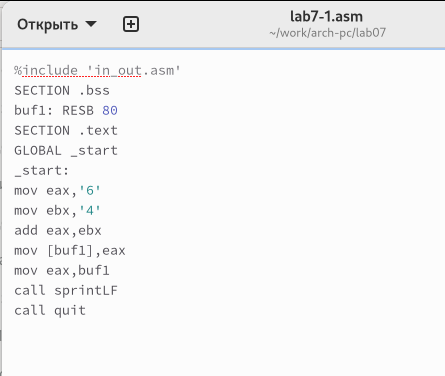 Открыть
lab7-1.asm
~/work/arch-pc/lab07
%include 'in_out.asm'
SECTION .bss
buf1: RESB 80
SECTION .text
GLOBAL _start
_start:
mov eax,'6'
mov ebx,'4'
add eax,ebx
mov [buf1],eax
mov eax,buf1
call sprintLF
call quit